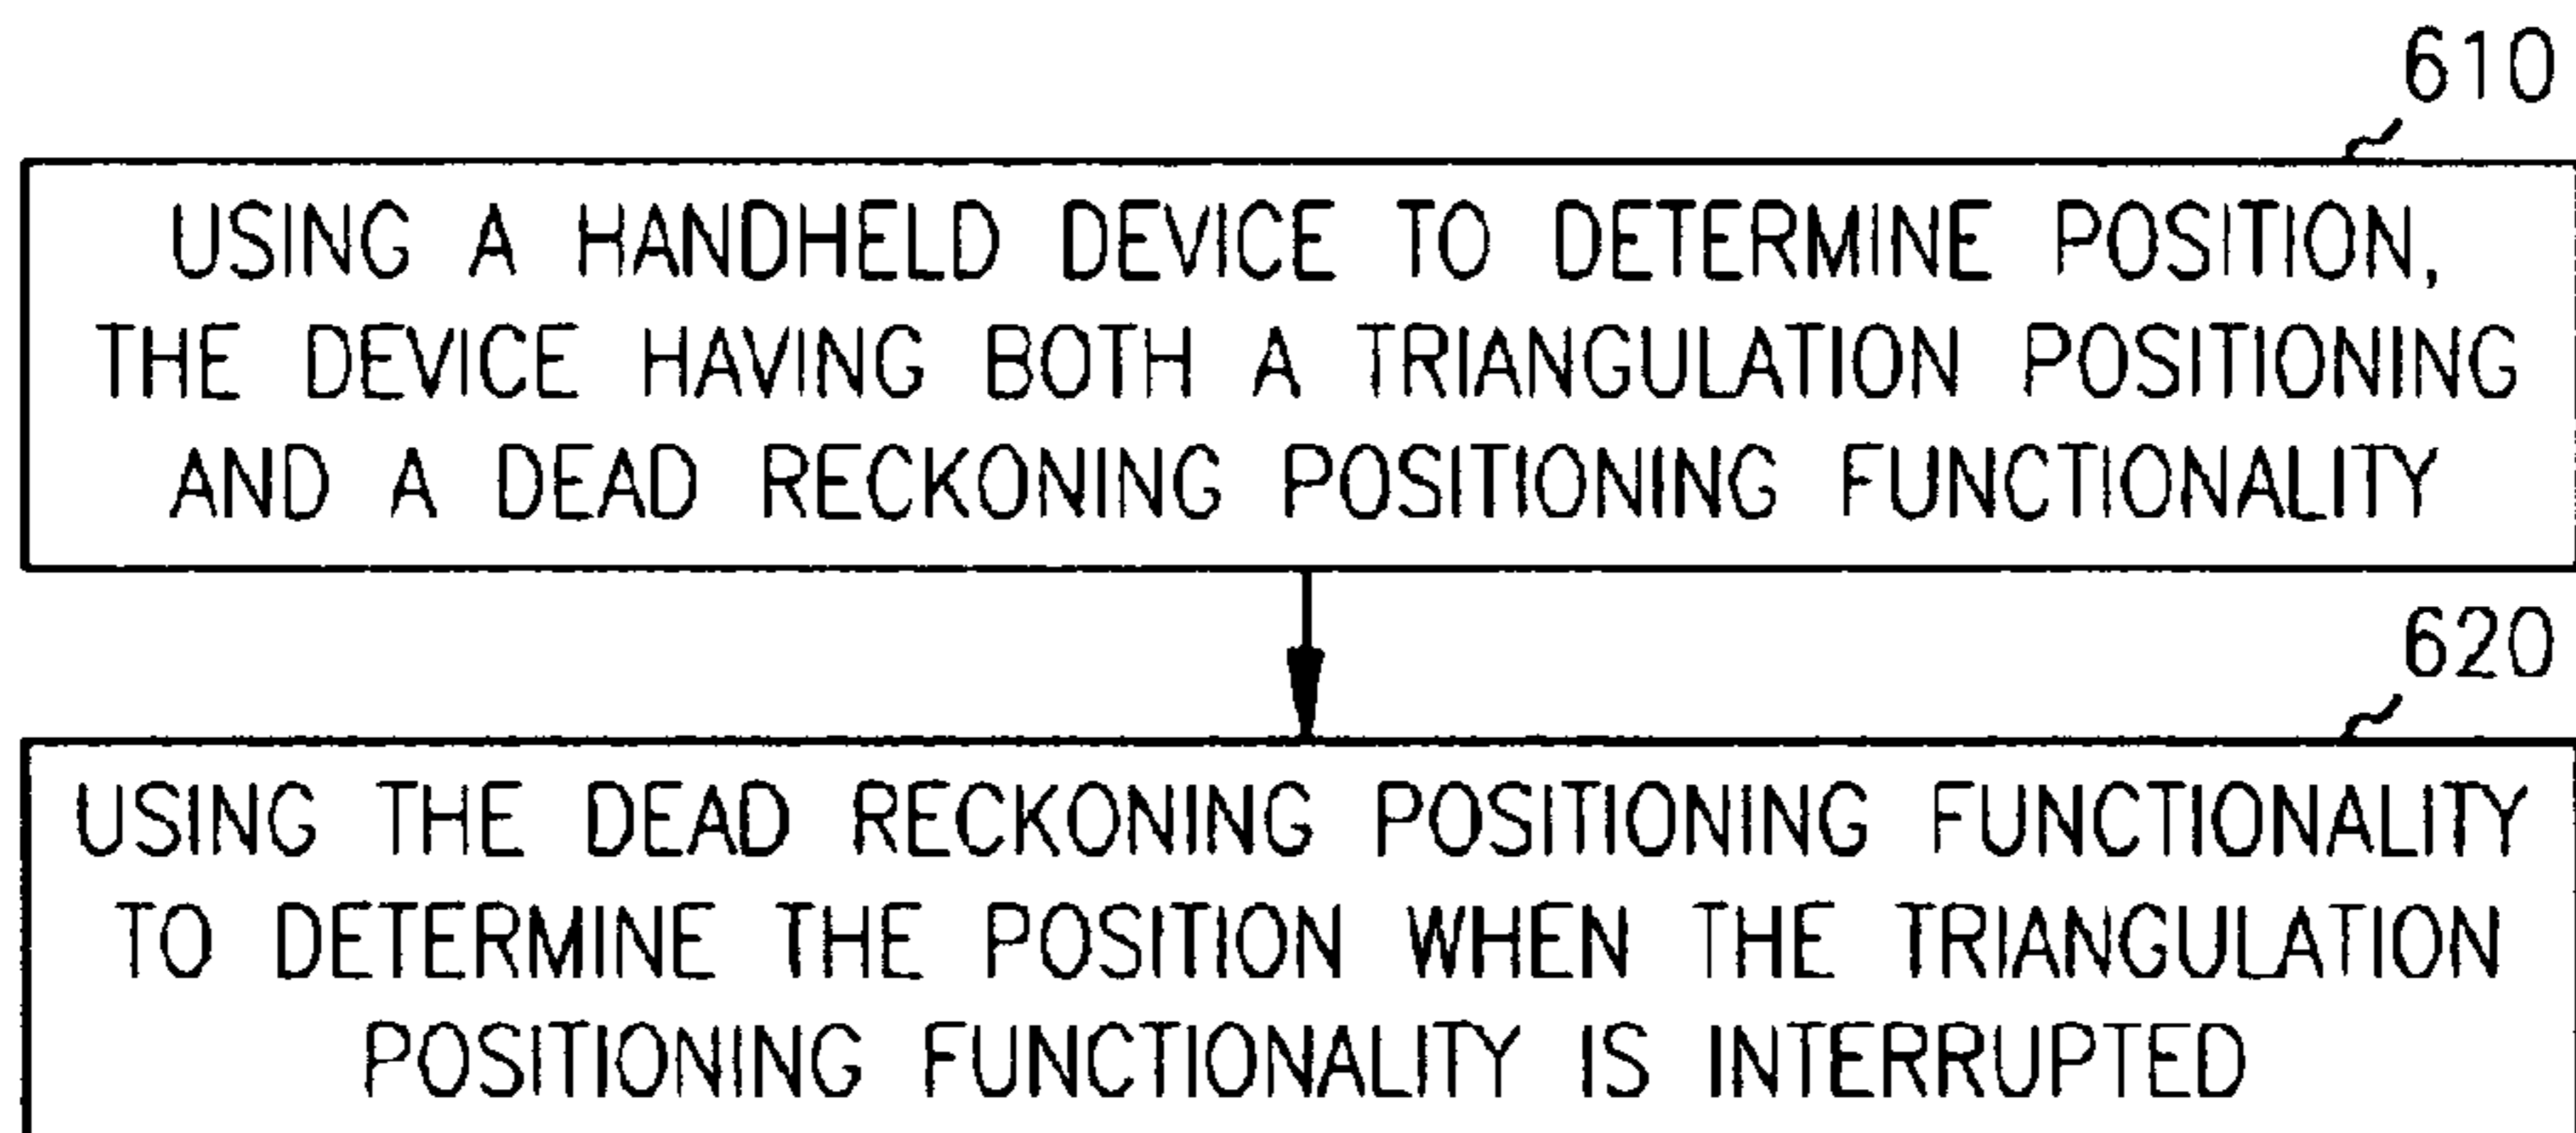 610
USING A HANDHELD DEVICE TO DETERMINE POSITION,
THE DEVICE HAVING BOTH A TRIANGULATION POSITIONING
AND A DEAD RECKONING POSITIONING FUNCTIONALITY
620
USING THE DEAD RECKONING POSITIONING FUNCTIONALITY
TO DETERMINE THE POSITION WHEN THE TRIANGULATION
POSITIONING FUNCTIONALITY IS INTERRUPTED